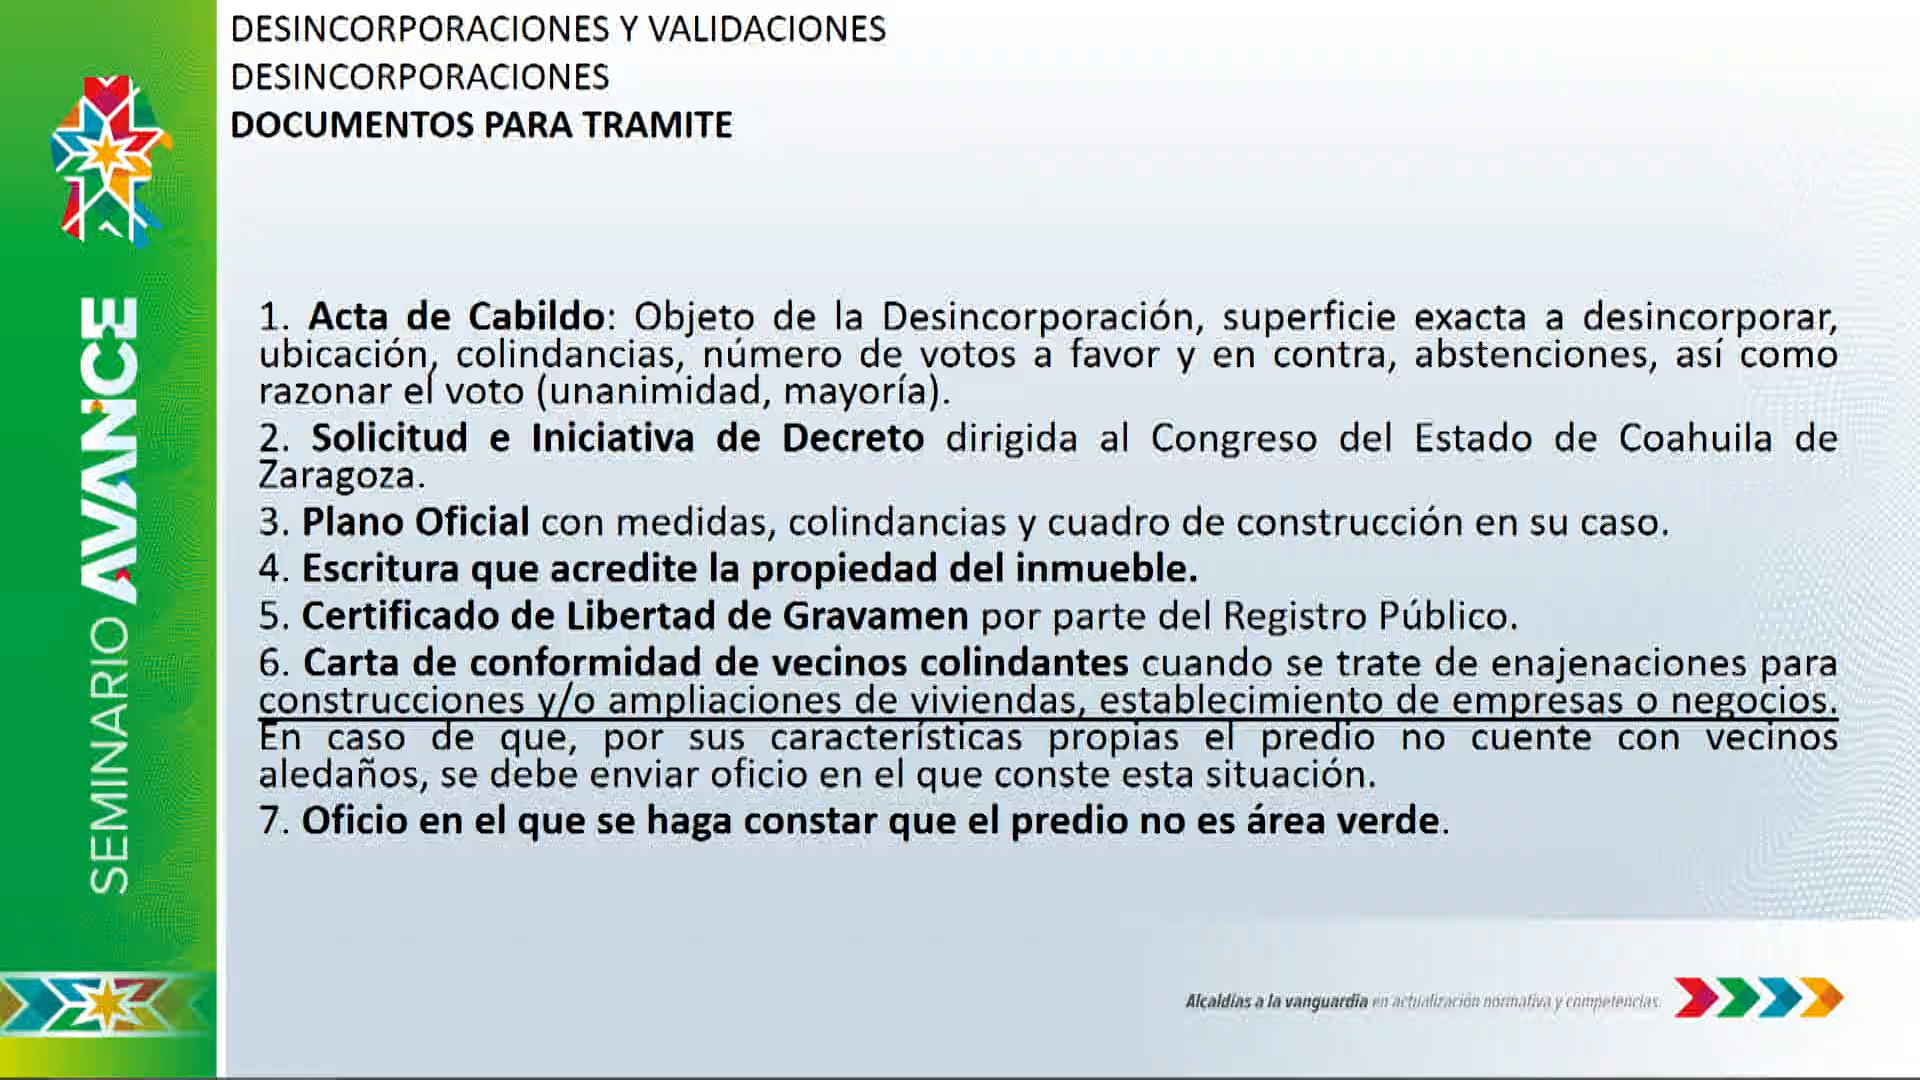 DESINCORPORACIONES Y VALIDACIONES
DESINCORPORACIONES
DOCUMENTOS PARA TRAMITE
1. Acta de Cabildo: Objeto de la Desincorporación, superficie exacta a desincorporar,
ubicación, colindancias, número de votos a favor y en contra, abstenciones, así como
razonar el voto (unanimidad, mayoría).
2. Solicitud e Iniciativa de Decreto dirigida al Congreso del Estado de Coahuila de
Zaragoza.
3. Plano Oficial con medidas, colindancias y cuadro de construcción en su caso.
4. Escritura que acredite la propiedad del inmueble.
5. Certificado de Libertad de Gravamen por parte del Registro Público.
6. Carta de conformidad de vecinos colindantes cuando se trate de enajenaciones para
construcciones y/o ampliaciones de viviendas, establecimiento de empresas o negocios.
En caso de que, por sus características propias el predio no cuente con vecinos
aledaños, se debe enviar oficio en el que conste esta situación.
7. Oficio en el que se haga constar que el predio no es área verde.
SEMINARIO AVANCE
Alcaldías a la vanguardia en actualización normativa y competencias.